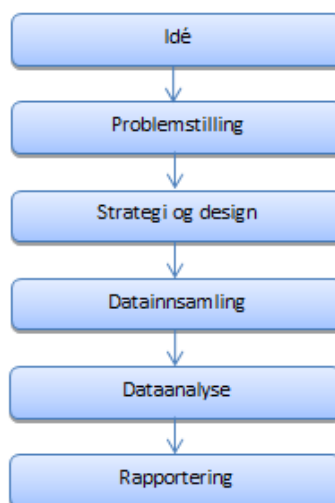 Idé
Problemstilling
Strategi og design
Datainnsamling
Dataanalyse
Rapportering